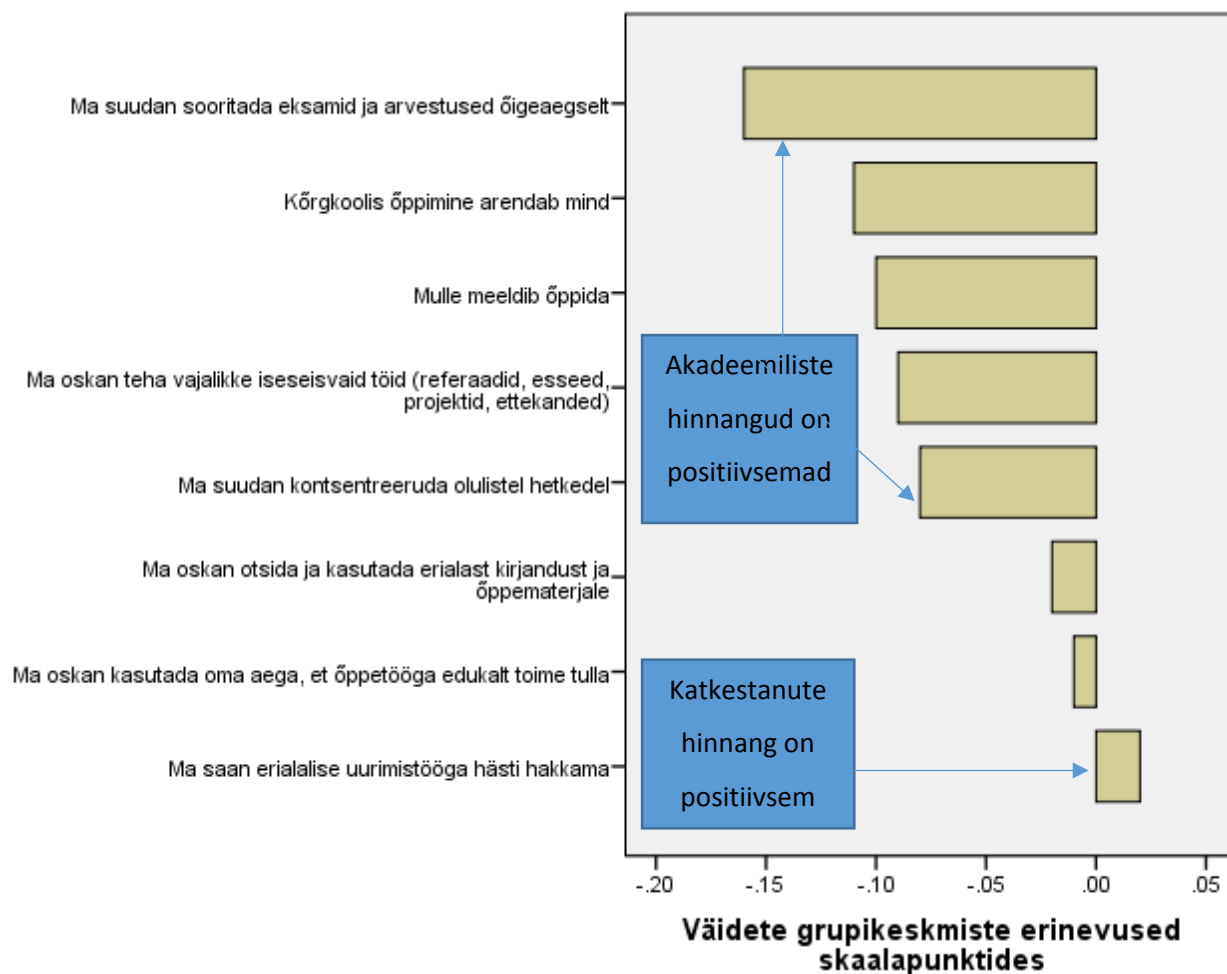 Ma suudan sooritada eksamid ja arvestused õigeaegselt
Kõrgkoolis õppimine arendab mind
Mulle meeldib õppida
Ma oskan teha vajalikke iseseisvaid töid (referaadid, esseed,
projektid, ettekanded)
Ma suudan kontsentreeruda olulistel hetkedel
Ma oskan otsida ja kasutada erialast kirjandust ja
õppematerjale
Ma oskan kasutada oma aega, et õppetööga edukalt toime tulla
Ma saan erialalise uurimistööga hästi hakkama
Akadeemiliste
hinnangud on
positiivsemad
Katkestanute
hinnang on
positiivsem
-.20 -.15 -.10 -.05 .00 .05
Väidete grupikeskmiste erinevused
skaalapunktides